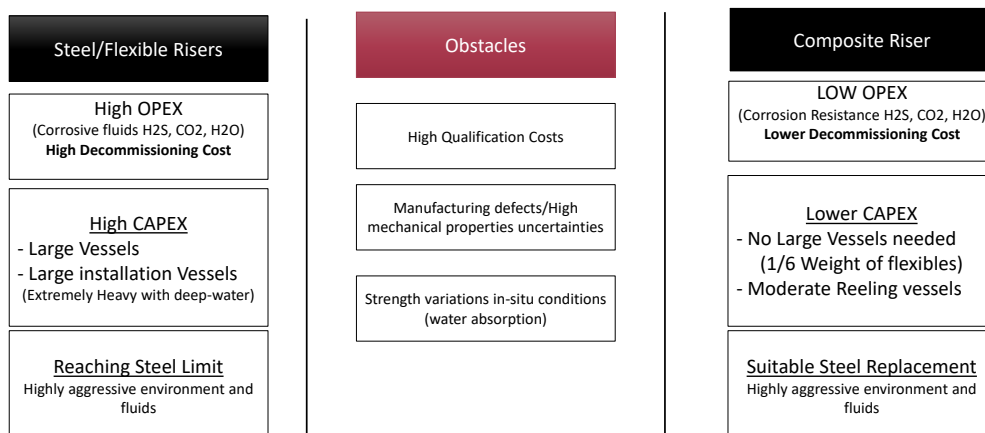 Steel/Flexible Risers
High OPEX
(Corrosive fluids H2S, CO2, H2O)
High Decommissioning Cost
High CAPEX
- Large Vessels
- Large installation Vessels
(Extremely Heavy with deep-water)
Reaching Steel Limit
Highly aggressive environment and
fluids
Obstacles
High Qualification Costs
Manufacturing defects/High
mechanical properties uncertainties
Strength variations in-situ conditions
(water absorption)
Composite Riser
LOW OPEX
(Corrosion Resistance H2S, CO2, H2O)
Lower Decommissioning Cost
Lower CAPEX
- No Large Vessels needed
(1/6 Weight of flexibles)
- Moderate Reeling vessels
Suitable Steel Replacement
Highly aggressive environment and
fluids